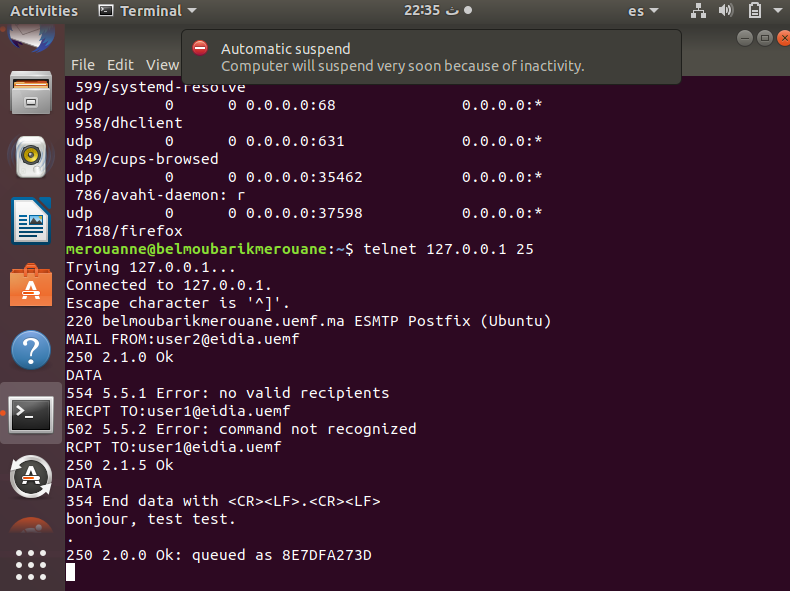 Activities Terminal 22:35 ث es
Automatic suspend
Computer will suspend very soon because of inactivity.
File Edit View
599/systemd-resolve
udp 0 0 0.0.0.0:68 0.0.0.0:*
958/dhclient
udp 0 0 0.0.0.0:631 0.0.0.0:*
849/cups-browsed
udp 0 0 0.0.0.0:35462 0.0.0.0:*
786/avahi-daemon: r
udp 0 0 0.0.0.0:37598 0.0.0.0:*
7188/firefox
merouanne@belmoubarikmerouane:~$ telnet 127.0.0.1 25
Trying 127.0.0.1...
Connected to 127.0.0.1.
Escape character is '^]'.
220 belmoubarikmerouane.uemf.ma ESMTP Postfix (Ubuntu)
MAIL FROM:user2@eidia.uemf
250 2.1.0 Ok
DATA
554 5.5.1 Error: no valid recipients
RECPT TO:user1@eidia.uemf
502 5.5.2 Error: command not recognized
RCPT TO:user1@eidia.uemf
250 2.1.5 Ok
DATA
354 End data with <CR><LF>.<CR><LF>
bonjour, test test.
.
250 2.0.0 Ok: queued as 8E7DFA273D